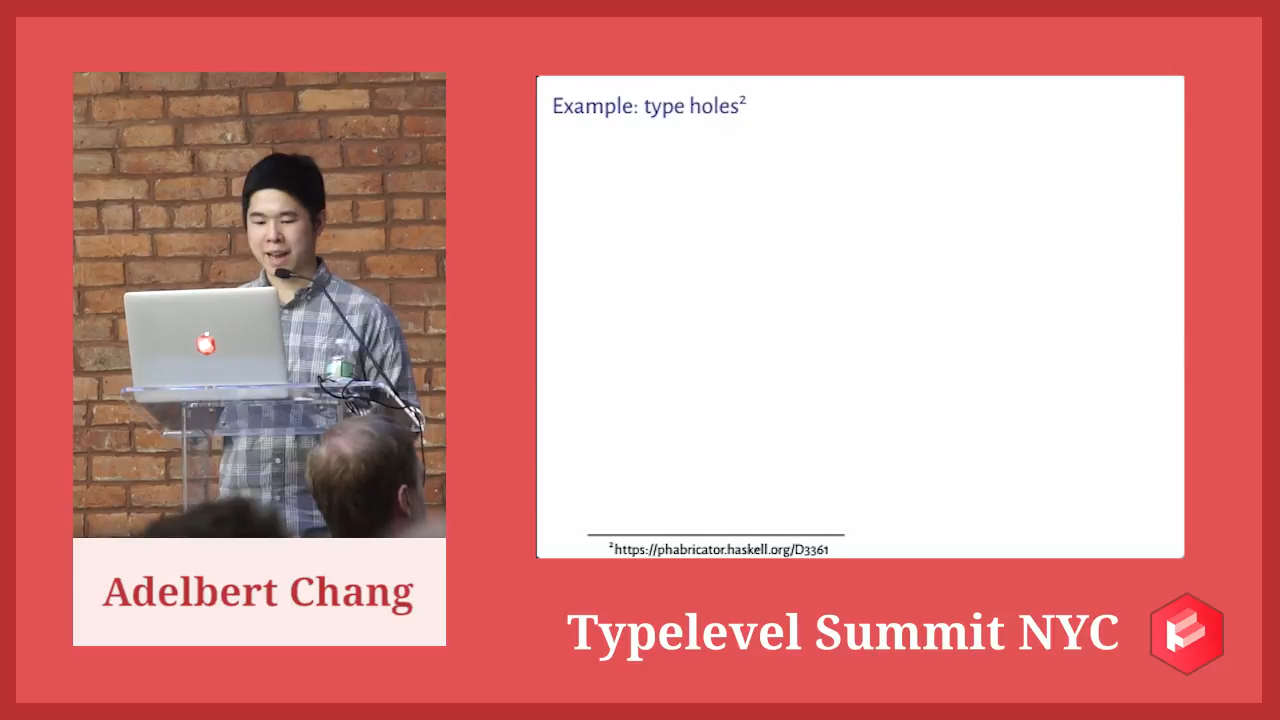 Example: type holes²
²https://phabricator.haskell.org/D3361
Adelbert Chang
Typelevel Summit NYC